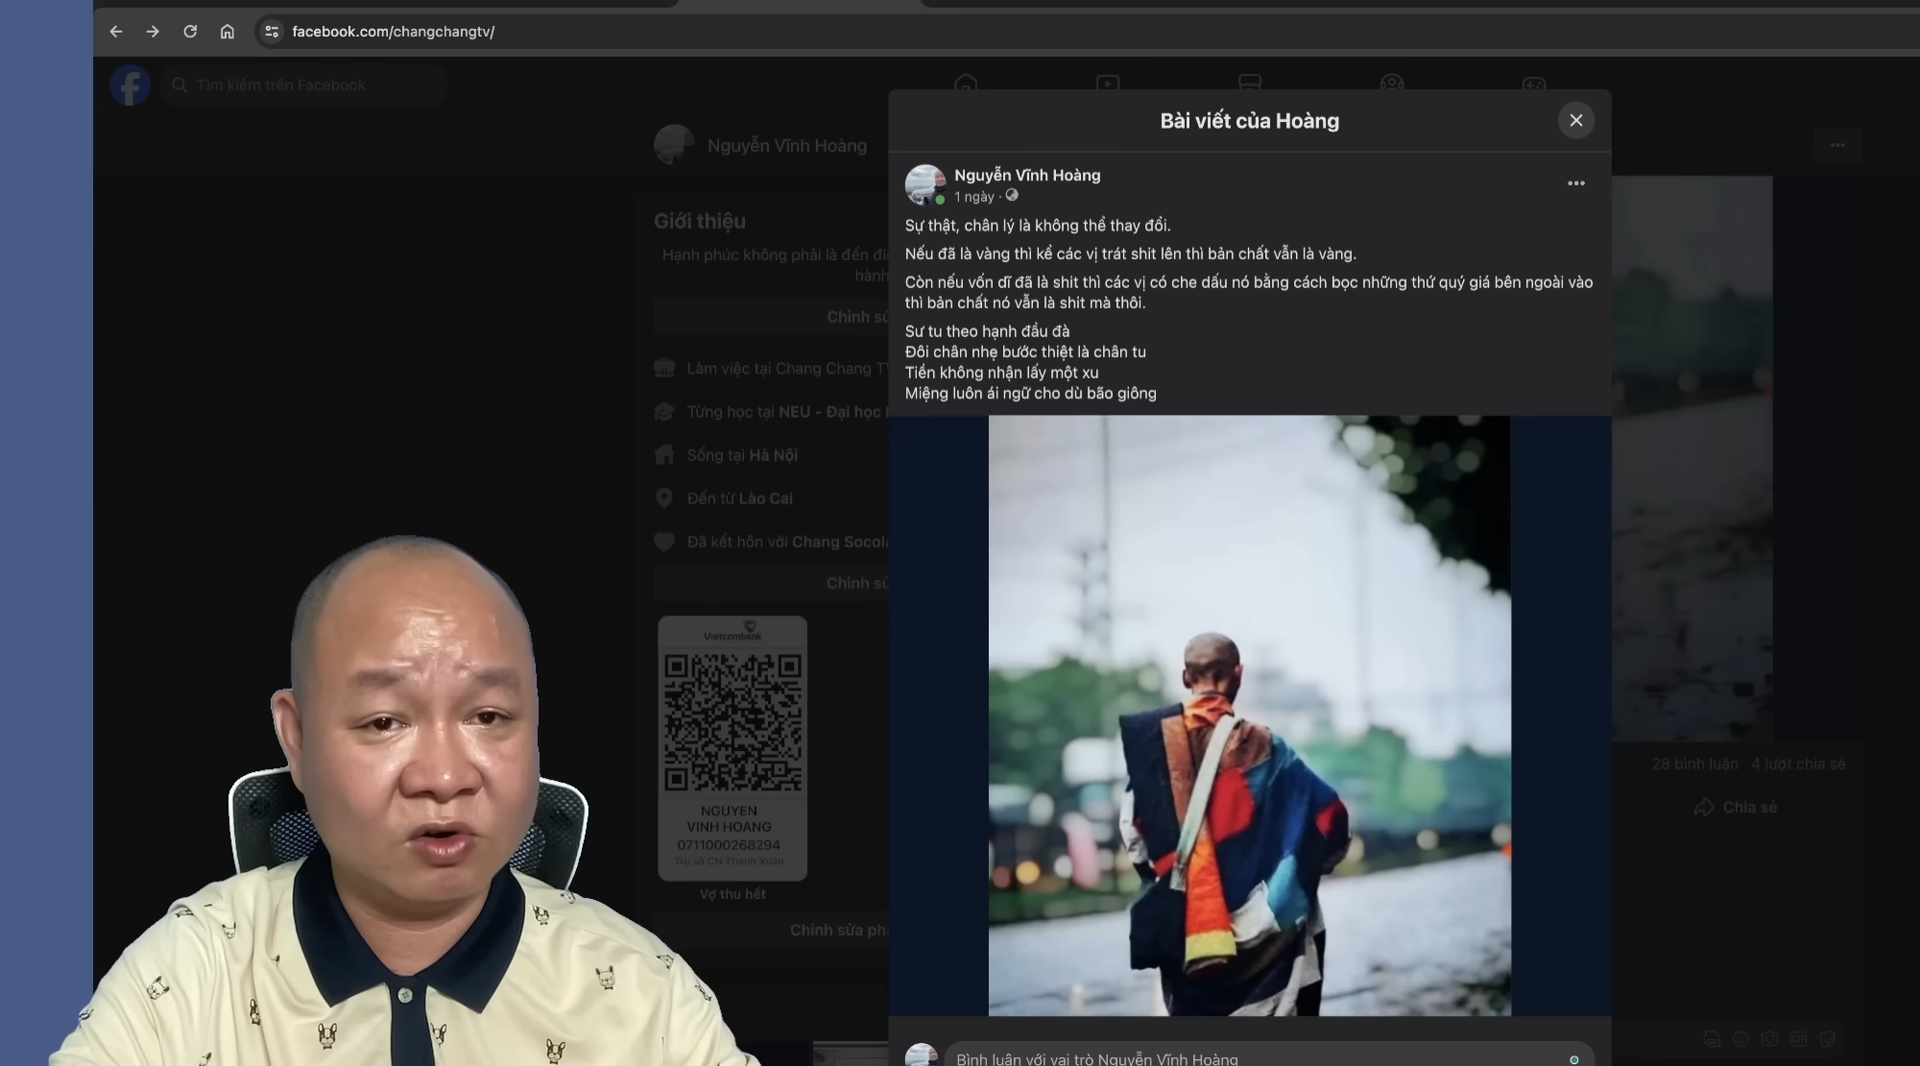 facebook.com/changchangtv/
Tìm kiếm trên Facebook
Nguyễn Vĩnh Hoàng
Giới thiệu
Hạnh phúc không phải là đến đí
hành
Chỉnh sử
Làm việc tại Chang Chang T
Từng học tại NEU - Đại học
Sống tại Hà Nội
Đến từ Lào Cai
Đã kết hôn với Chang Socola
Chỉnh sử
Vietcombank
NGUYEN
VINH HOANG
0711000268294
Trụ sở CN Thanh Xuân
Vợ thu hết
Chỉnh sửa ph
Bài viết của Hoàng
Nguyễn Vĩnh Hoàng
1 ngày ·
Sự thật, chân lý là không thể thay đổi.
Nếu đã là vàng thì kể các vị trát shit lên thì bản chất vẫn là vàng.
Còn nếu vốn dĩ đã là shit thì các vị có che dấu nó bằng cách bọc những thứ quý giá bên ngoài vào
thì bản chất nó vẫn là shit mà thôi.
Sư tu theo hạnh đầu đà
Đôi chân nhẹ bước thiệt là chân tu
Tiền không nhận lấy một xu
Miệng luôn ái ngữ cho dù bão giông
28 bình luận 4 lượt chia sẻ
Chia sẻ
Bình luận với vai trò Nguyễn Vĩnh Hoàng